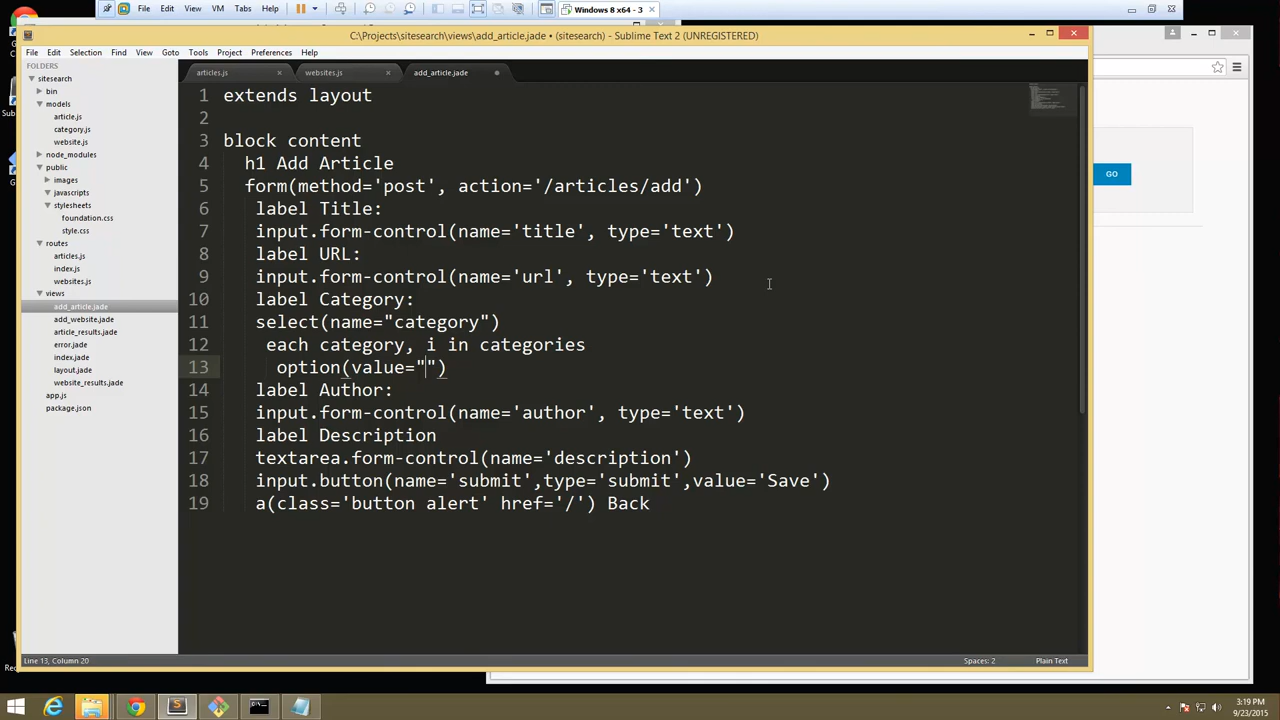 File Edit View VM Tabs Help
Windows 8 x64 - 3
C:\Projects\sitesearch\views\add_article.jade • (sitesearch) - Sublime Text 2 (UNREGISTERED)
File Edit Selection Find View Goto Tools Project Preferences Help
FOLDERS
sitesearch
bin
models
article.js
category.js
website.js
node_modules
public
images
javascripts
stylesheets
foundation.css
style.css
routes
articles.js
index.js
websites.js
views
add_article.jade
add_website.jade
article_results.jade
error.jade
index.jade
layout.jade
website_results.jade
app.js
package.json
articles.js websites.js add_article.jade
1 extends layout
2
3 block content
4 h1 Add Article
5 form(method='post', action='/articles/add')
6 label Title:
7 input.form-control(name='title', type='text')
8 label URL:
9 input.form-control(name='url', type='text')
10 label Category:
11 select(name="category")
12 each category, i in categories
13 option(value="")
14 label Author:
15 input.form-control(name='author', type='text')
16 label Description
17 textarea.form-control(name='description')
18 input.button(name='submit',type='submit',value='Save')
19 a(class='button alert' href='/') Back
GO
Line 13, Column 20
Spaces: 2 Plain Text
3:19 PM
9/23/2015